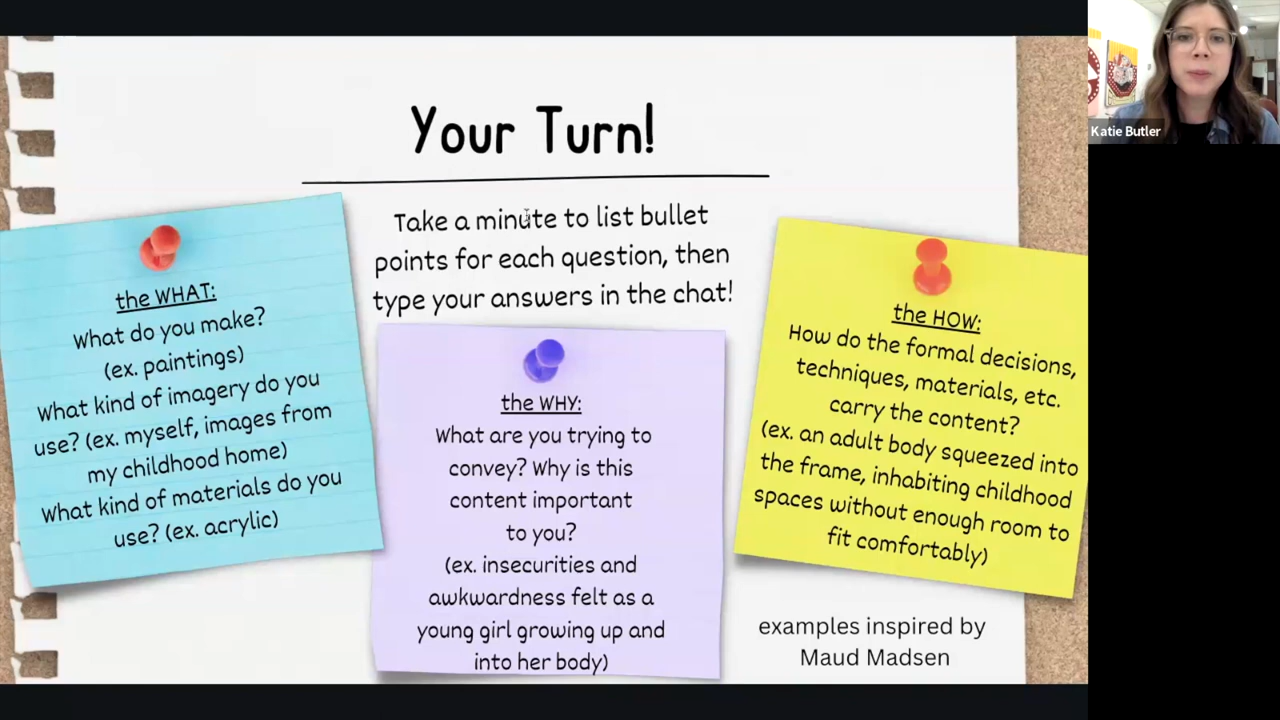 Your Turn!
Take a minute to list bullet
points for each question, then
type your answers in the chat!
the WHAT:
What do you make?
(ex. paintings)
What kind of imagery do you
use? (ex. myself, images from
my childhood home)
What kind of materials do you
use? (ex. acrylic)
the WHY:
What are you trying to
convey? Why is this
content important
to you?
(ex. insecurities and
awkwardness felt as a
young girl growing up and
into her body)
the HOW:
How do the formal decisions,
techniques, materials, etc.
carry the content?
(ex. an adult body squeezed into
the frame, inhabiting childhood
spaces without enough room to
fit comfortably)
examples inspired by
Maud Madsen
Katie Butler